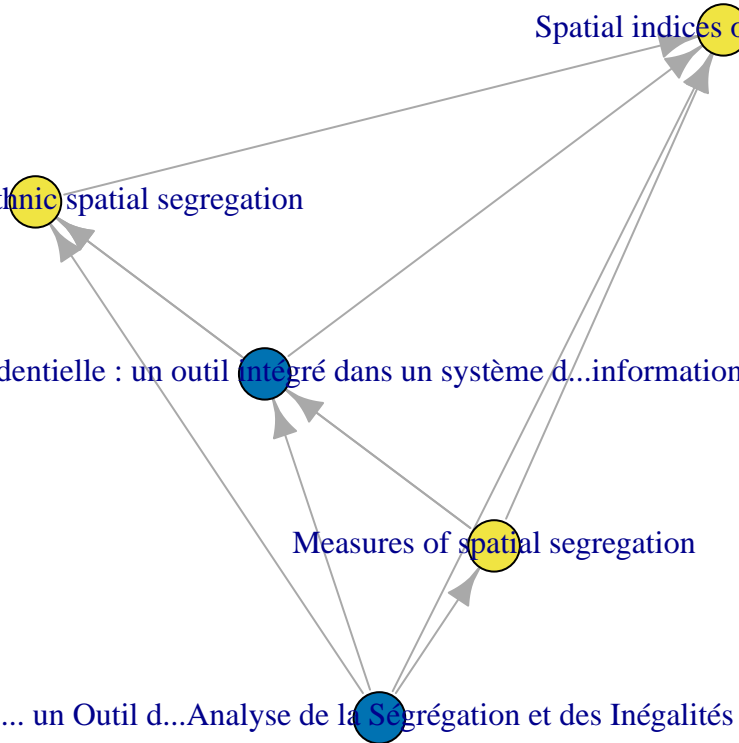 Spatial indices o
thnic spatial segregation
dentielle : un outil intégré dans un système d...information
Measures of spatial segregation
... un Outil d...Analyse de la Ségrégation et des Inégalités